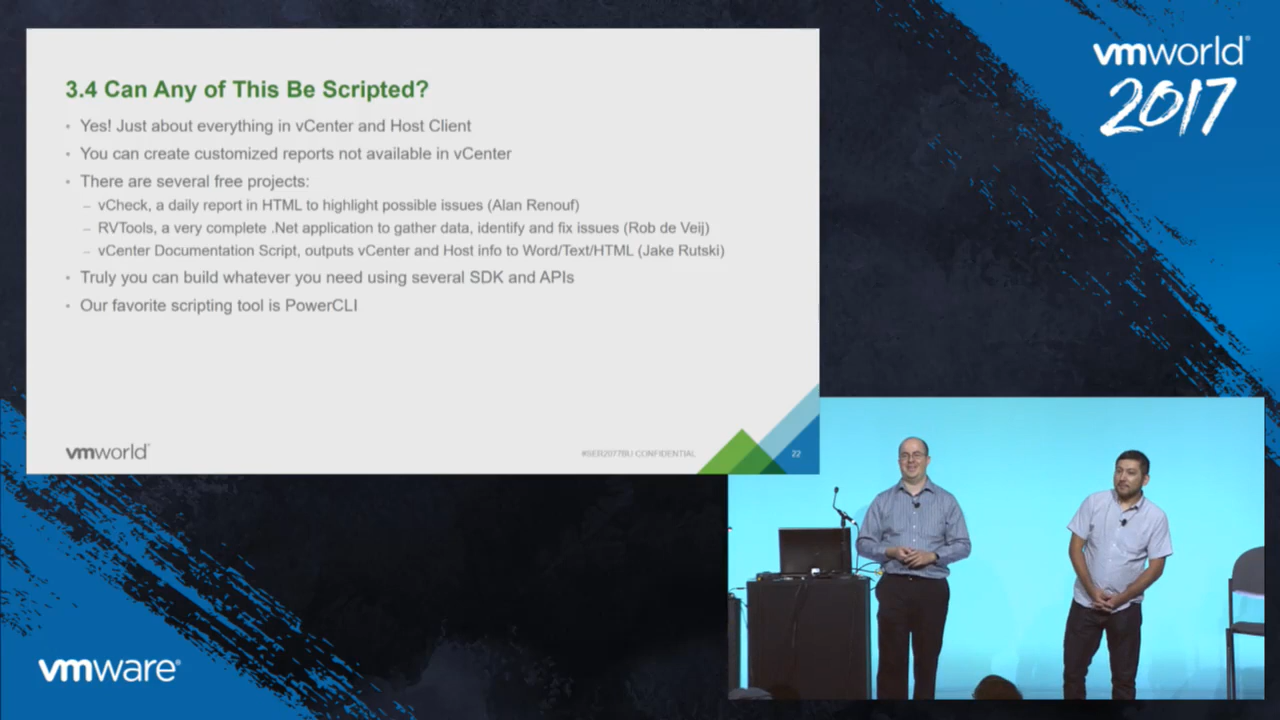 3.4 Can Any of This Be Scripted?
• Yes! Just about everything in vCenter and Host Client
• You can create customized reports not available in vCenter
• There are several free projects:
– vCheck, a daily report in HTML to highlight possible issues (Alan Renouf)
– RVTools, a very complete .Net application to gather data, identify and fix issues (Rob de Veij)
– vCenter Documentation Script, outputs vCenter and Host info to Word/Text/HTML (Jake Rutski)
• Truly you can build whatever you need using several SDK and APIs
• Our favorite scripting tool is PowerCLI
vmworld®
CONFIDENTIAL
22
vmworld®
2017
vmware®